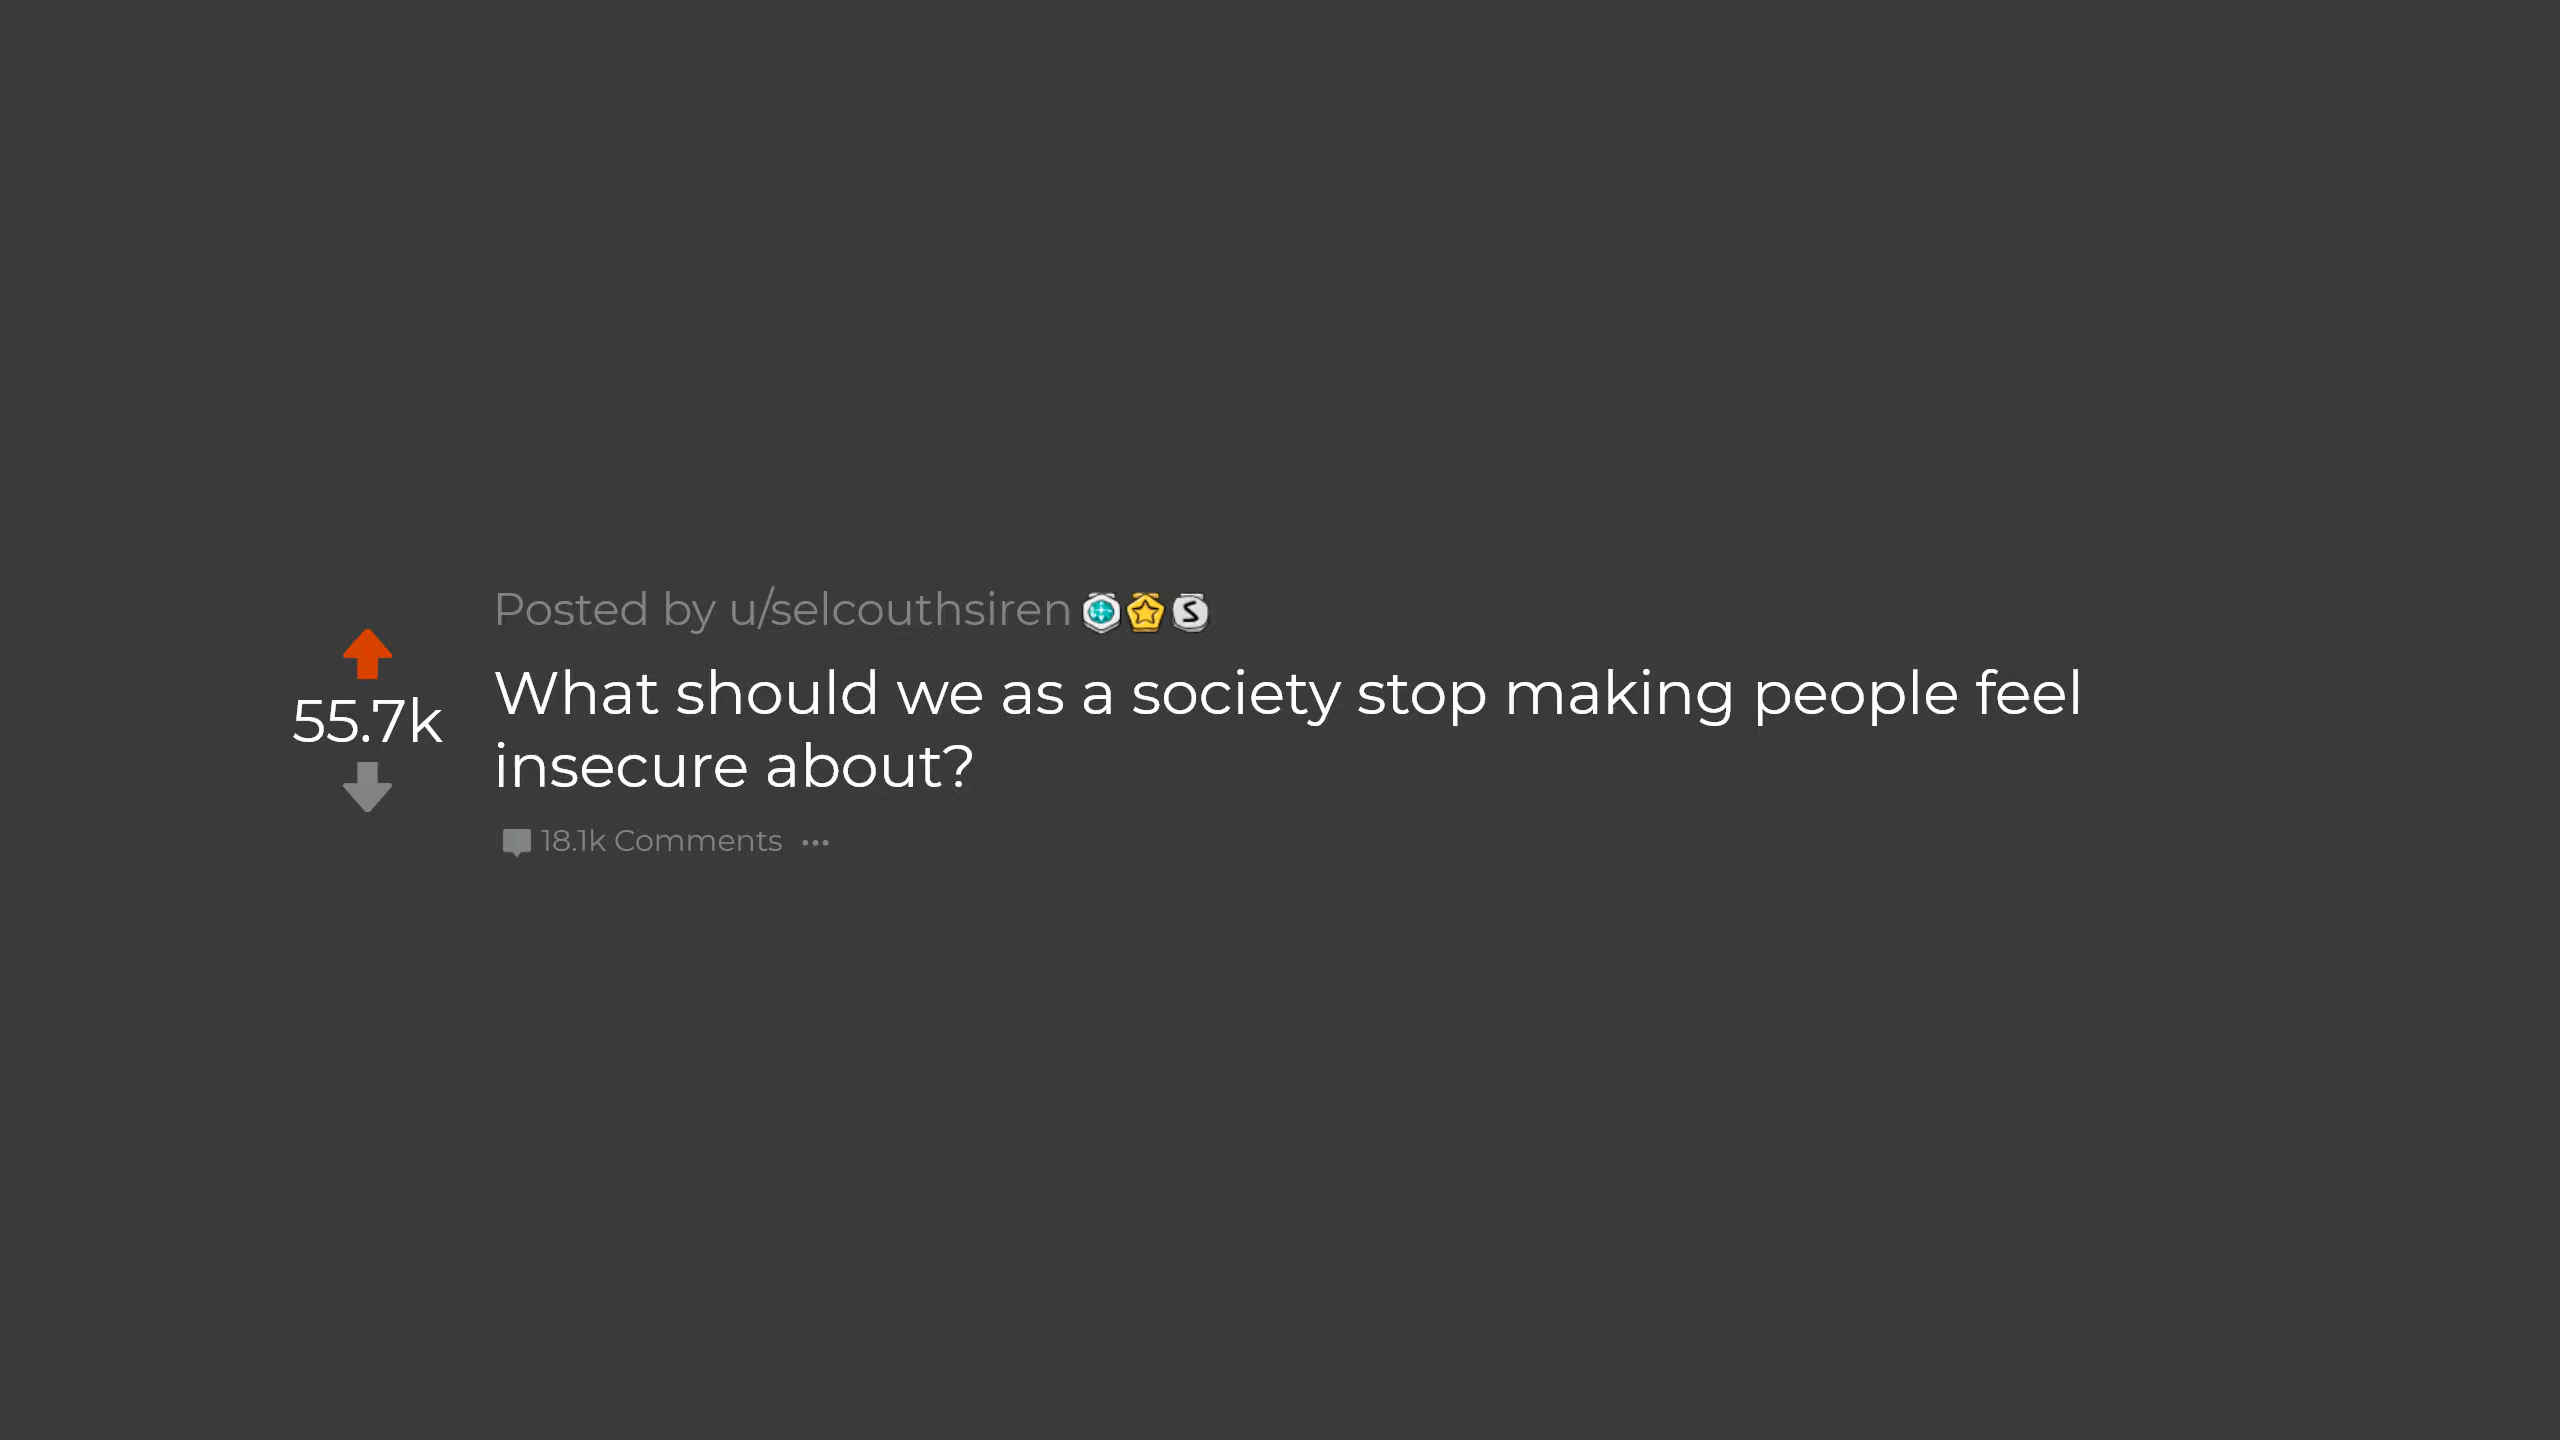 Posted by u/selcouthsiren
55.7k
What should we as a society stop making people feel
insecure about?
18.1k Comments